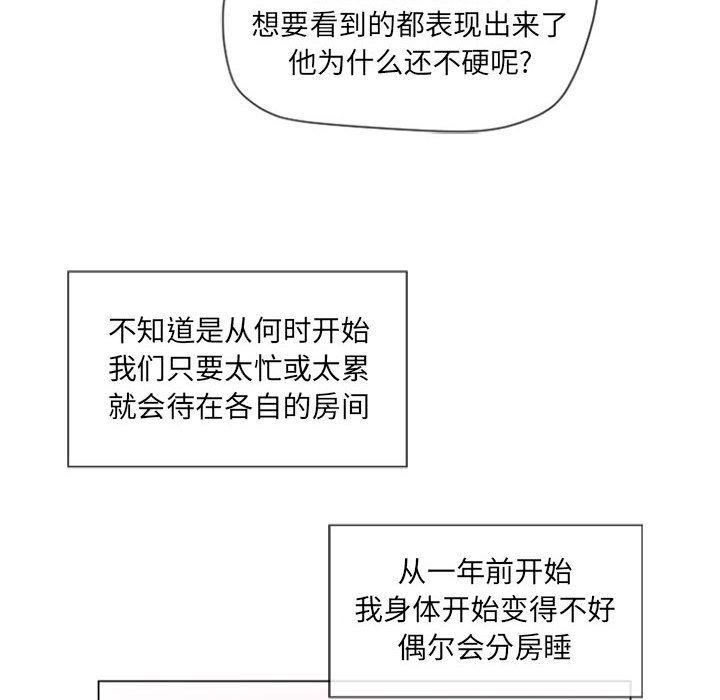 想要看到的都表现出来了
他为什么还不硬呢?
不知道是从何时开始
我们只要太忙或太累
就会待在各自的房间
从一年前开始
我身体开始变得不好
偶尔会分房睡